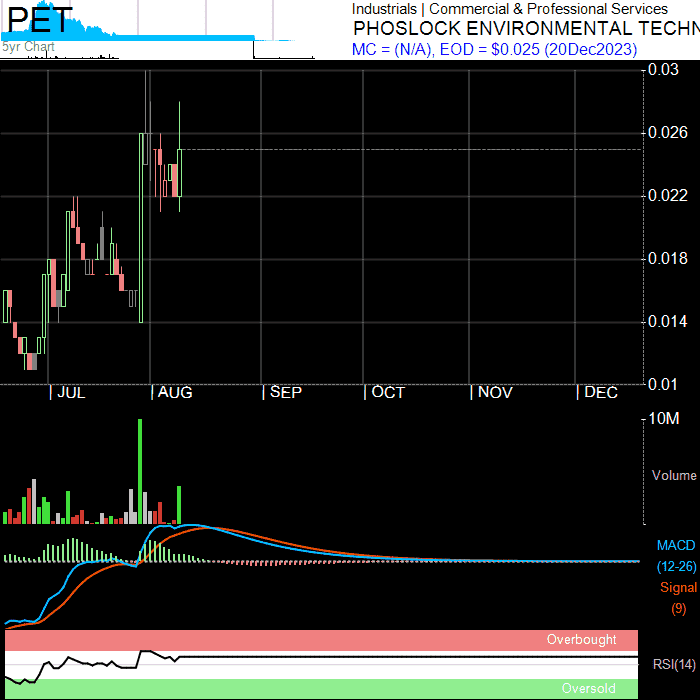 PET
5yr Chart
Industrials | Commercial & Professional Services
PHOSLOCK ENVIRONMENTAL TECHN
MC = (N/A), EOD = $0.025 (20Dec2023)
0.03
0.026
0.022
0.018
0.014
0.01
| JUL | AUG | SEP | OCT | NOV | DEC
10M
Volume
MACD
(12-26)
Signal
(9)
Overbought
RSI(14)
Oversold